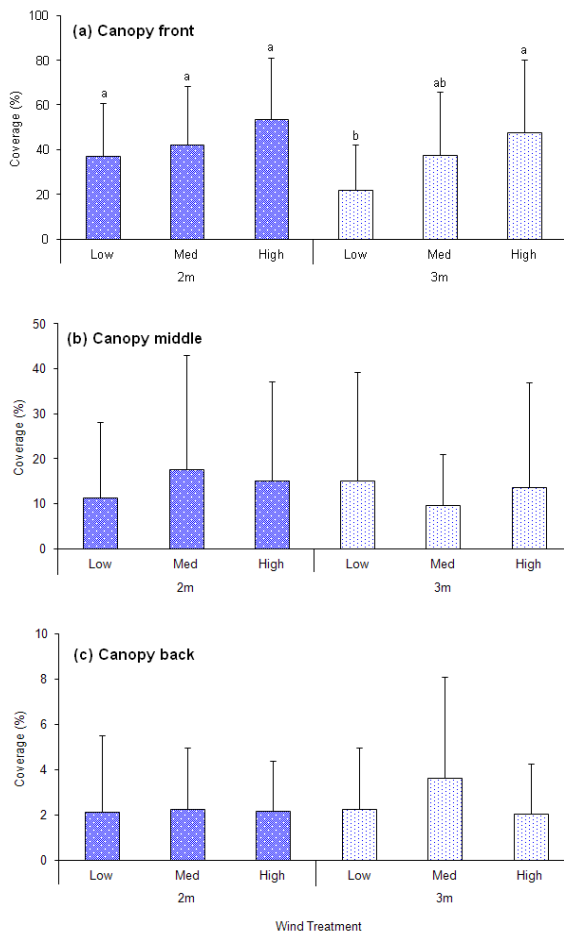 (a) Canopy front
100
80
60
40
20
0
Coverage (%)
a
a
a
b
ab
a
Low Med High Low Med High
2m 3m
(b) Canopy middle
50
40
30
20
10
0
Coverage (%)
Low Med High Low Med High
2m 3m
(c) Canopy back
10
8
6
4
2
0
Coverage (%)
Low Med High Low Med High
2m 3m
Wind Treatment